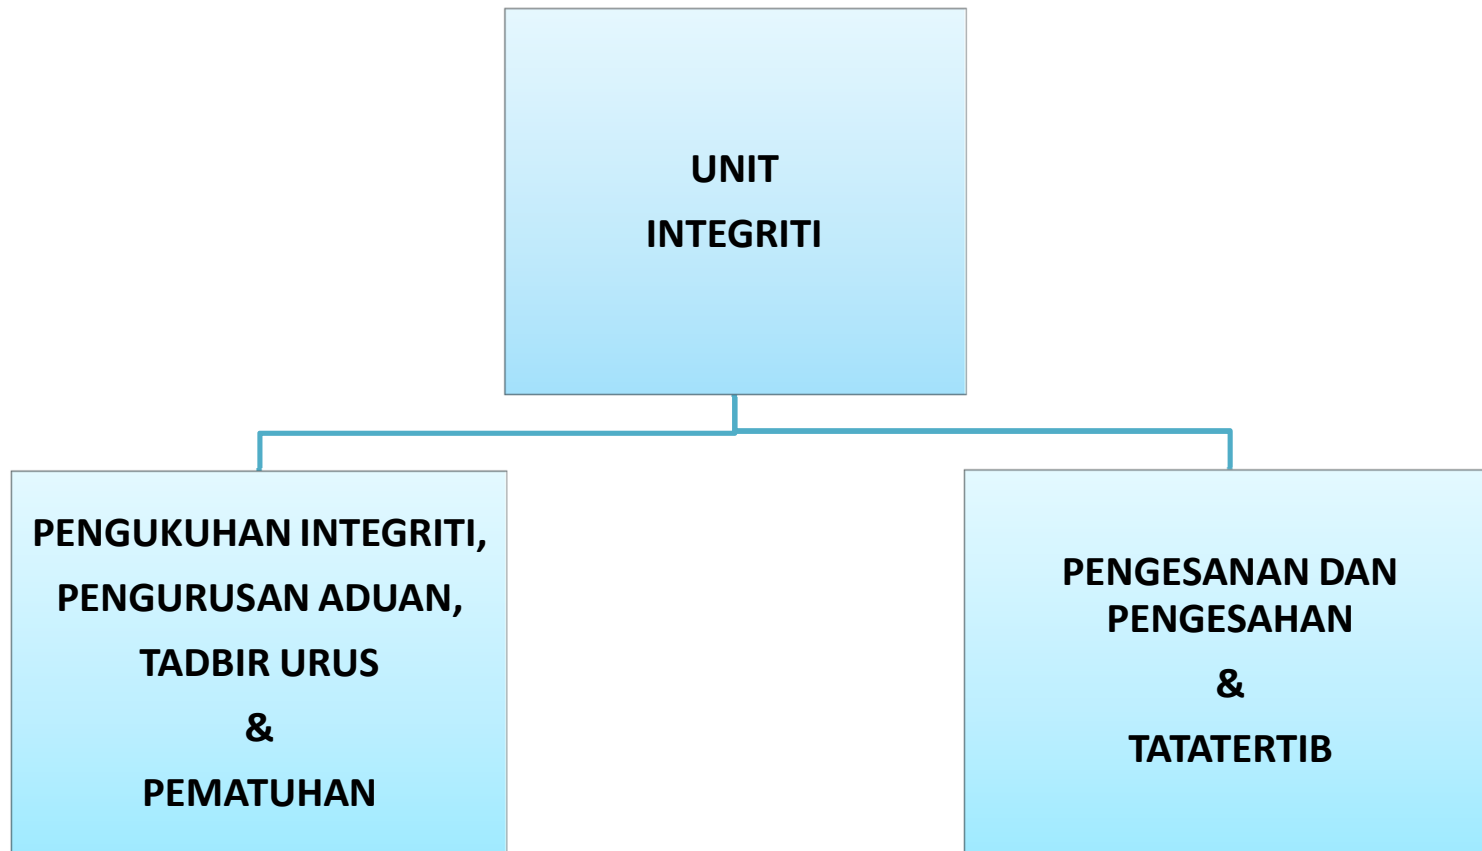 UNIT
INTEGRITI
PENGUKUHAN INTEGRITI,
PENGURUSAN ADUAN,
TADBIR URUS
&
PEMATUHAN
PENGESANAN DAN
PENGESAHAN
&
TATATERTIB